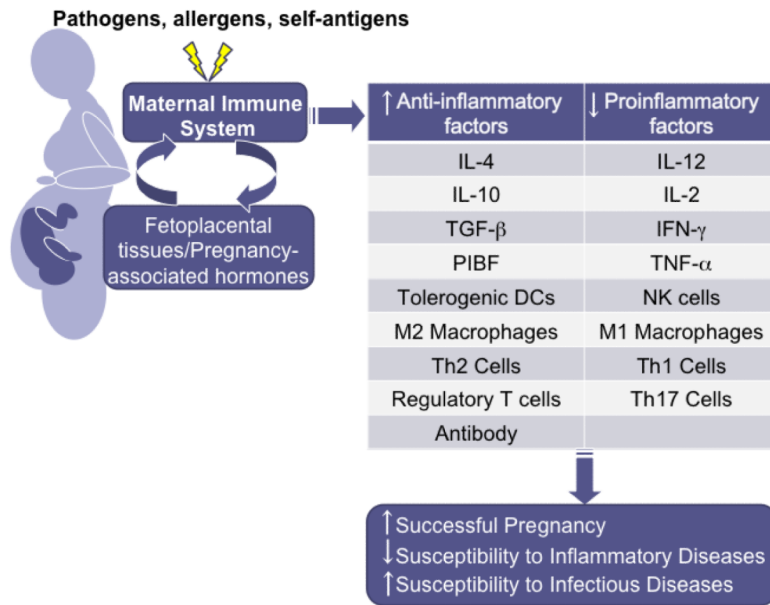 Pathogens, allergens, self-antigens
Maternal Immune
System
Fetoplacental
tissues/Pregnancy-
associated hormones
↑Anti-inflammatory
factors
↓ Proinflammatory
factors
IL-4
IL-12
IL-10
IL-2
TGF-β
IFN-γ
PIBF
TNF-α
Tolerogenic DCs
NK cells
M2 Macrophages
M1 Macrophages
Th2 Cells
Th1 Cells
Regulatory T cells
Th17 Cells
Antibody
↑Successful Pregnancy
↓Susceptibility to Inflammatory Diseases
↑Susceptibility to Infectious Diseases